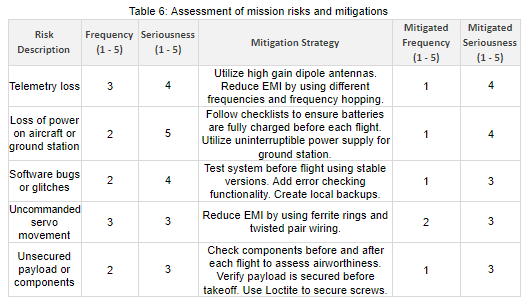 Table 6: Assessment of mission risks and mitigations
Risk Description | Frequency (1 - 5) | Seriousness (1 - 5) | Mitigation Strategy | Mitigated Frequency (1 - 5) | Mitigated Seriousness (1 - 5)
Telemetry loss | 3 | 4 | Utilize high gain dipole antennas. Reduce EMI by using different frequencies and frequency hopping. | 1 | 4
Loss of power on aircraft or ground station | 2 | 5 | Follow checklists to ensure batteries are fully charged before each flight. Utilize uninterruptible power supply for ground station. | 1 | 4
Software bugs or glitches | 2 | 4 | Test system before flight using stable versions. Add error checking functionality. Create local backups. | 1 | 3
Uncommanded servo movement | 3 | 3 | Reduce EMI by using ferrite rings and twisted pair wiring. | 2 | 3
Unsecured payload or components | 2 | 3 | Check components before and after each flight to assess airworthiness. Verify payload is secured before takeoff. Use Loctite to secure screws. | 1 | 3